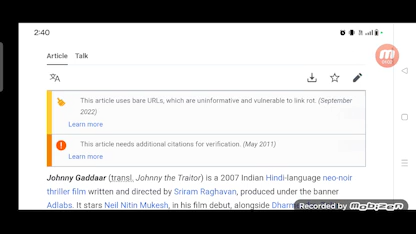 2:40
Article Talk
This article uses bare URLs, which are uninformative and vulnerable to link rot. (September
2022)
Learn more
This article needs additional citations for verification. (May 2011)
Learn more
Johnny Gaddaar (transl. Johnny the Traitor) is a 2007 Indian Hindi-language neo-noir
thriller film written and directed by Sriram Raghavan, produced under the banner
Adlabs. It stars Neil Nitin Mukesh, in his film debut, alongside
Recorded by Mobizen